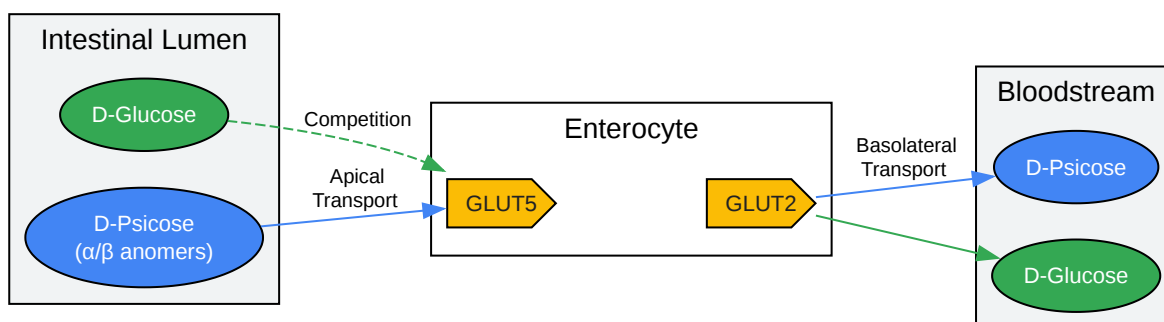 Intestinal Lumen
D-Glucose
D-Psicose
(α/β anomers)
Competition
Apical
Transport
Enterocyte
GLUT5
GLUT2
Basolateral
Transport
Bloodstream
D-Psicose
D-Glucose